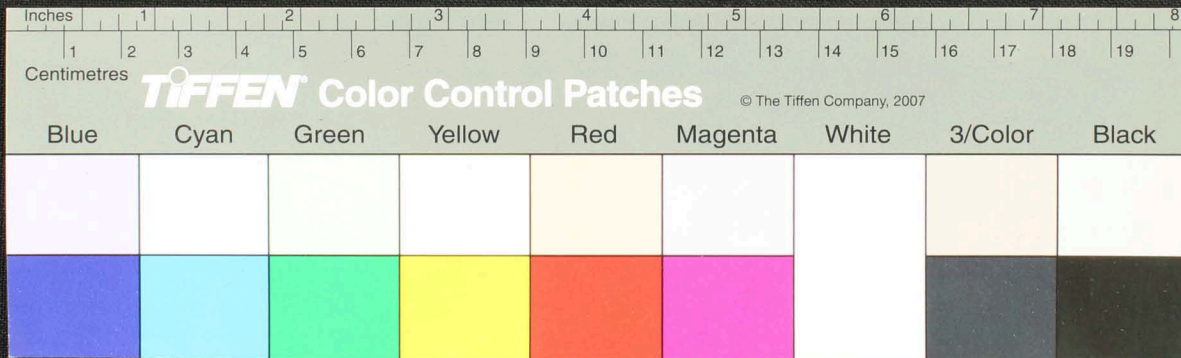 Inches 1 2 3 4 5 6 7 8
1 2 3 4 5 6 7 8 9 10 11 12 13 14 15 16 17 18 19
Centimetres
TIFFEN® Color Control Patches © The Tiffen Company, 2007
Blue Cyan Green Yellow Red Magenta White 3/Color Black